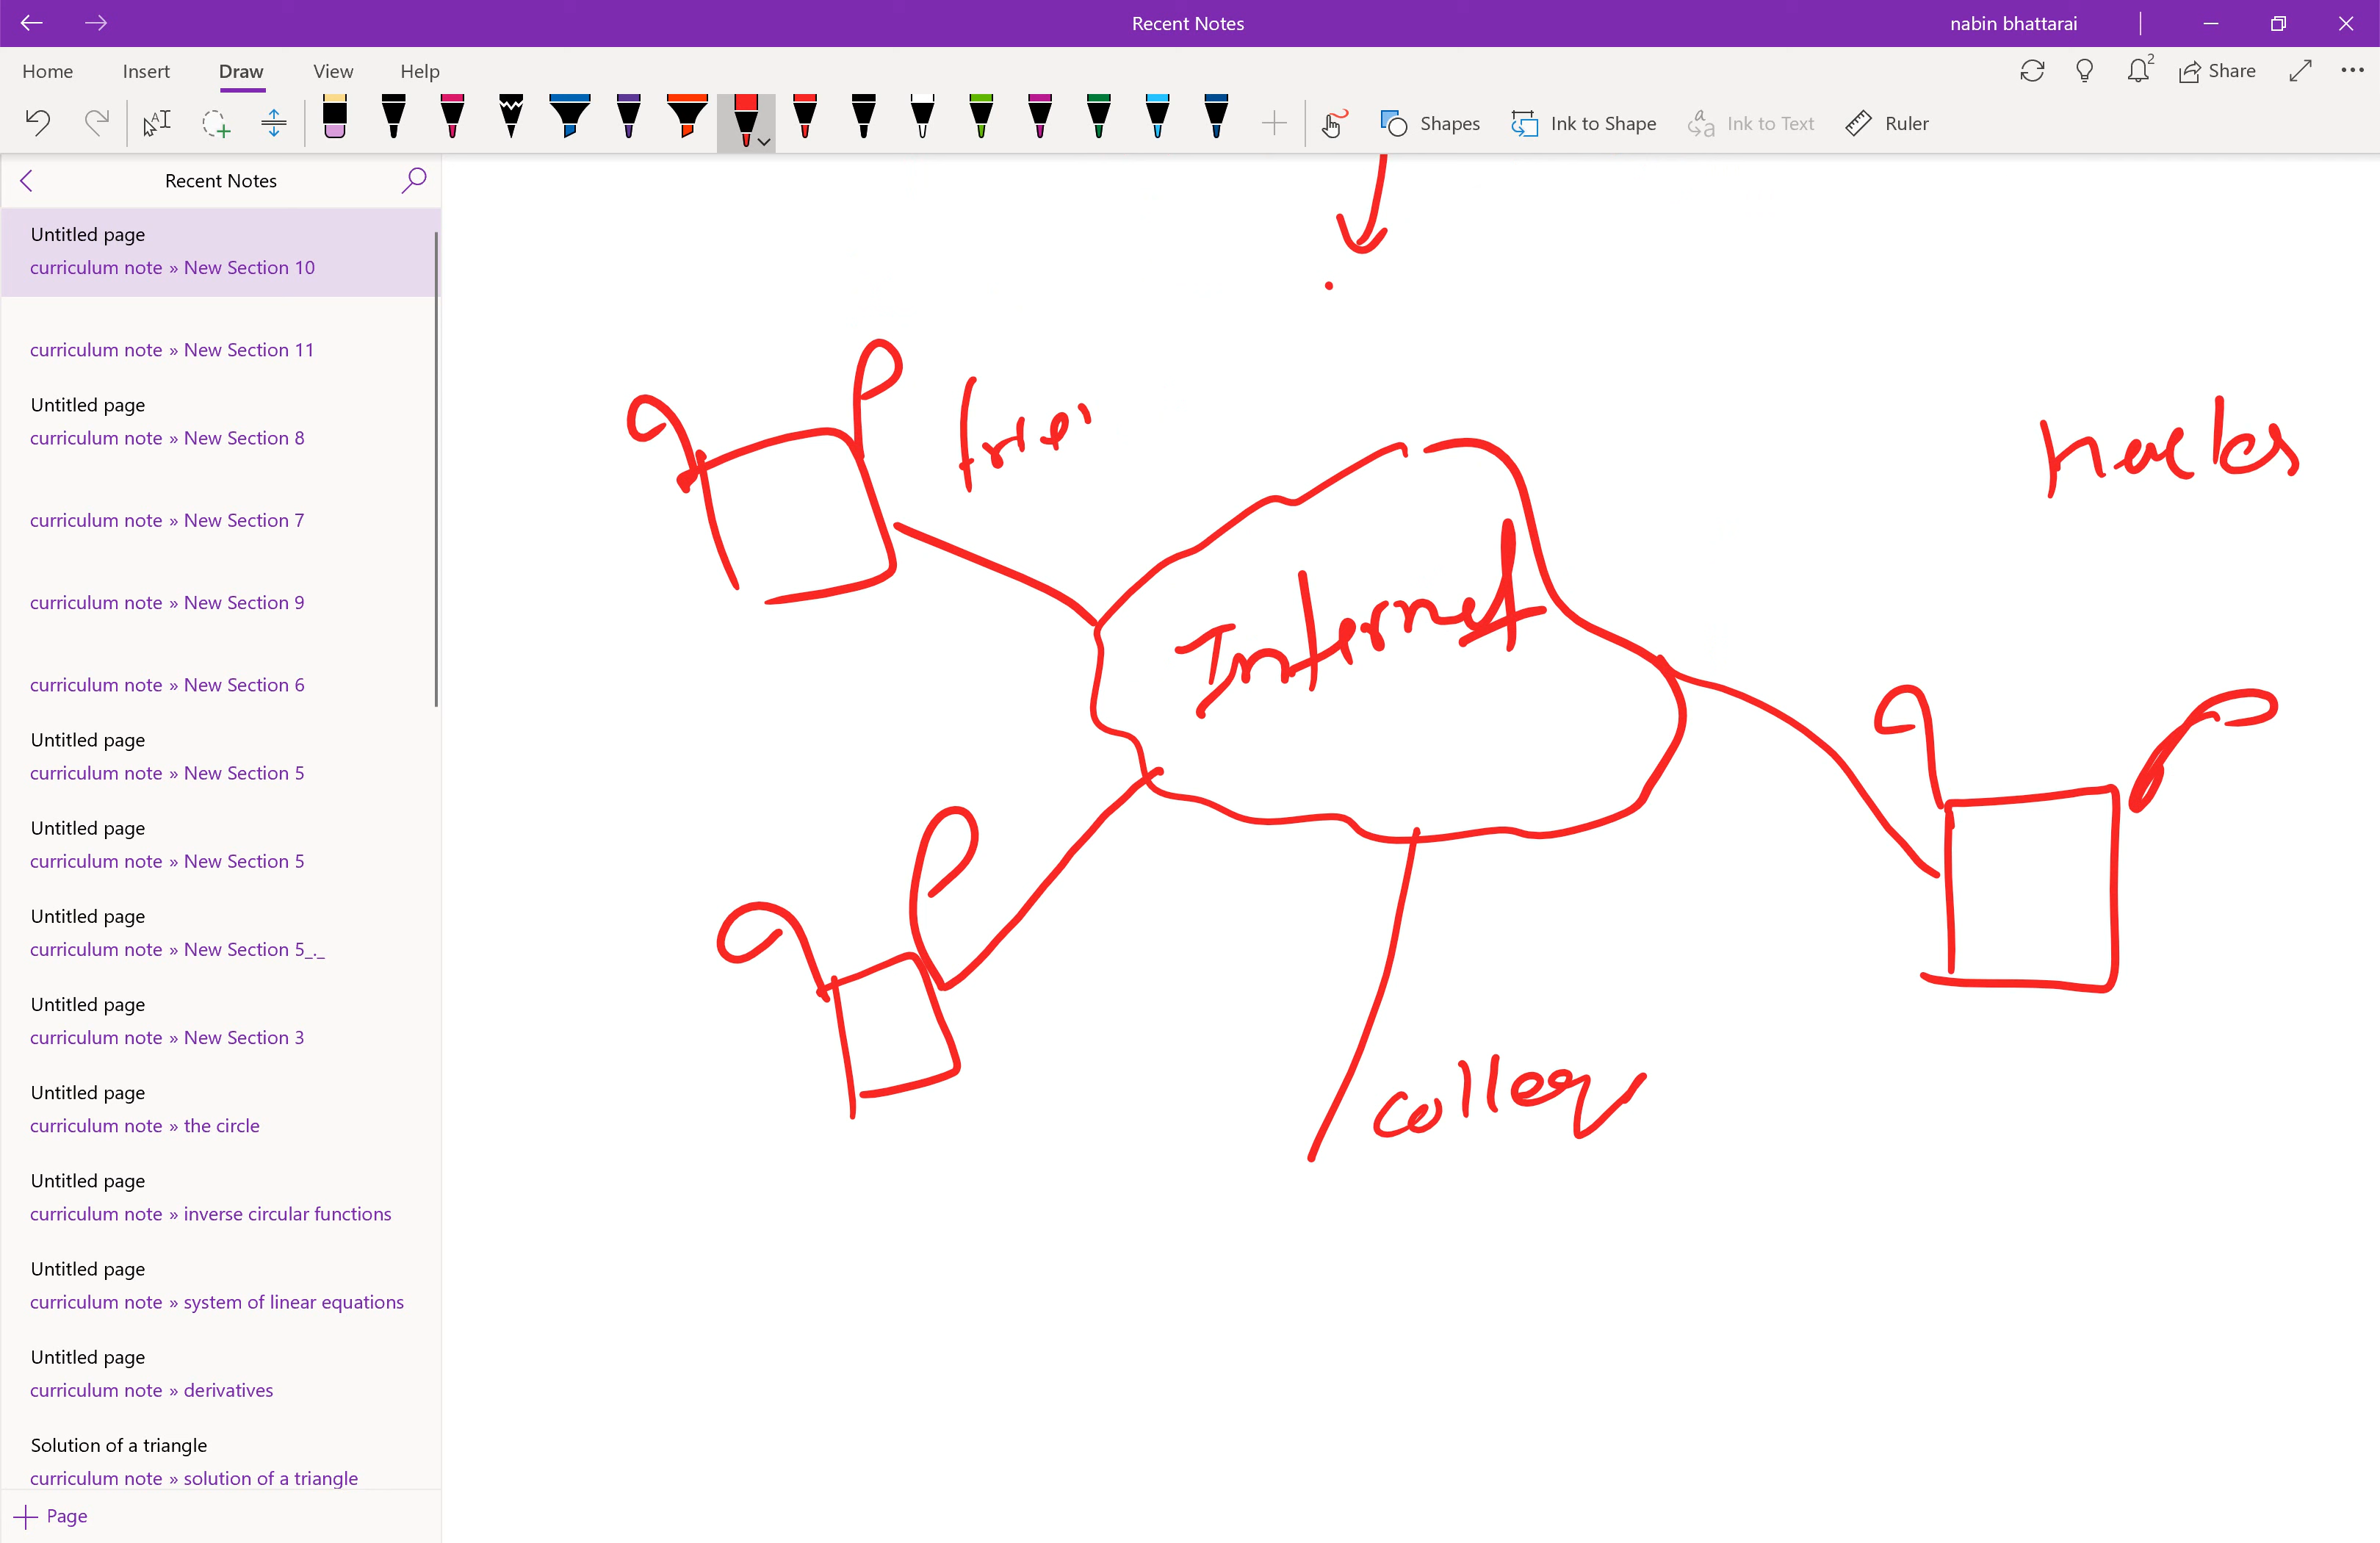 Recent Notes
nabin bhattarai
Home Insert Draw View Help
2 Share
Shapes Ink to Shape Ink to Text Ruler
Recent Notes
Untitled page
curriculum note » New Section 10
curriculum note » New Section 11
Untitled page
curriculum note » New Section 8
curriculum note » New Section 7
curriculum note » New Section 9
curriculum note » New Section 6
Untitled page
curriculum note » New Section 5
Untitled page
curriculum note » New Section 5
Untitled page
curriculum note » New Section 5_._
Untitled page
curriculum note » New Section 3
Untitled page
curriculum note » the circle
Untitled page
curriculum note » inverse circular functions
Untitled page
curriculum note » system of linear equations
Untitled page
curriculum note » derivatives
Solution of a triangle
curriculum note » solution of a triangle
Page
Internet